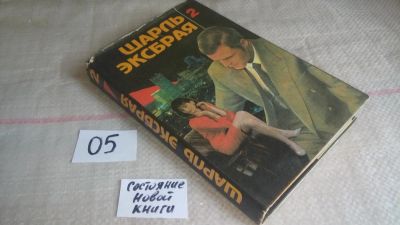 ШАРЛЬ
ЭКСБРАЯ
2
2
ШАРЛЬ ЭКСБРАЯ
05
состояние
новой
книги